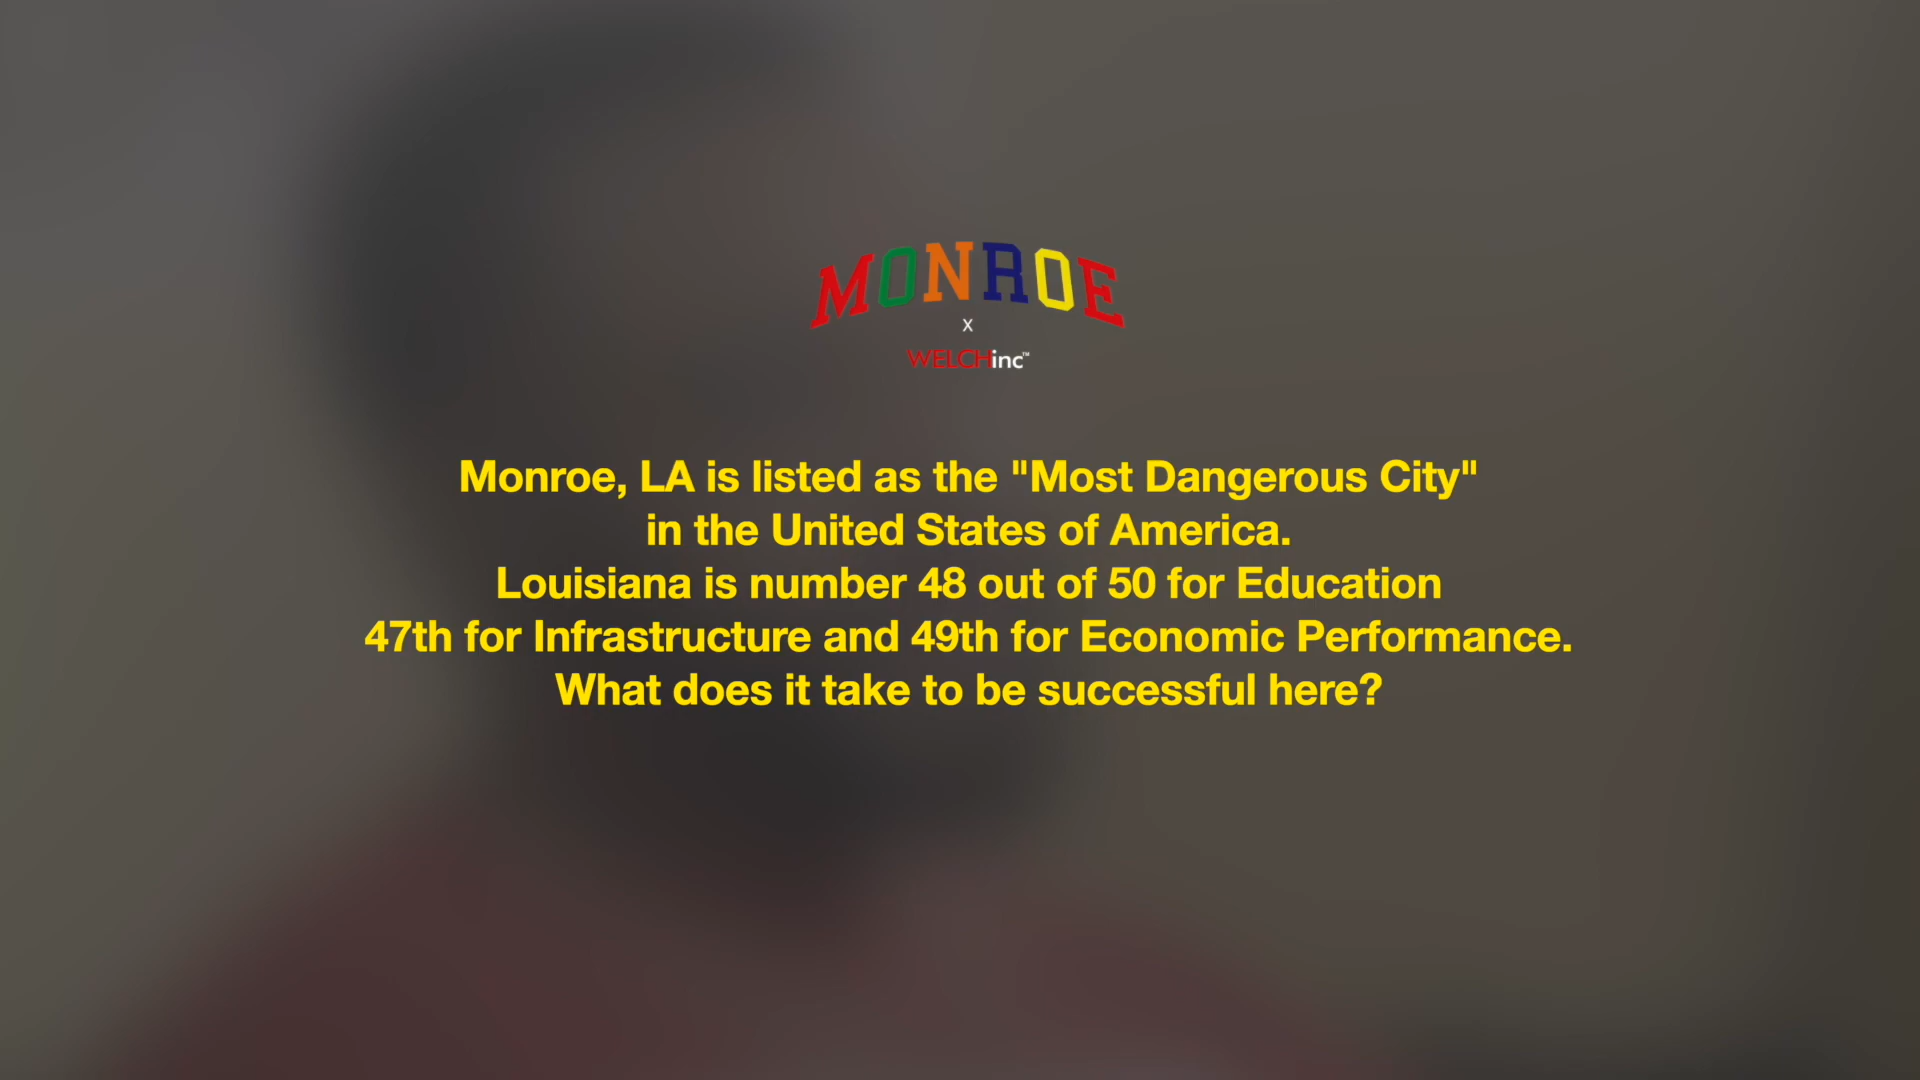 MONROE
X
WELCHinc™
Monroe, LA is listed as the "Most Dangerous City"
in the United States of America.
Louisiana is number 48 out of 50 for Education
47th for Infrastructure and 49th for Economic Performance.
What does it take to be successful here?